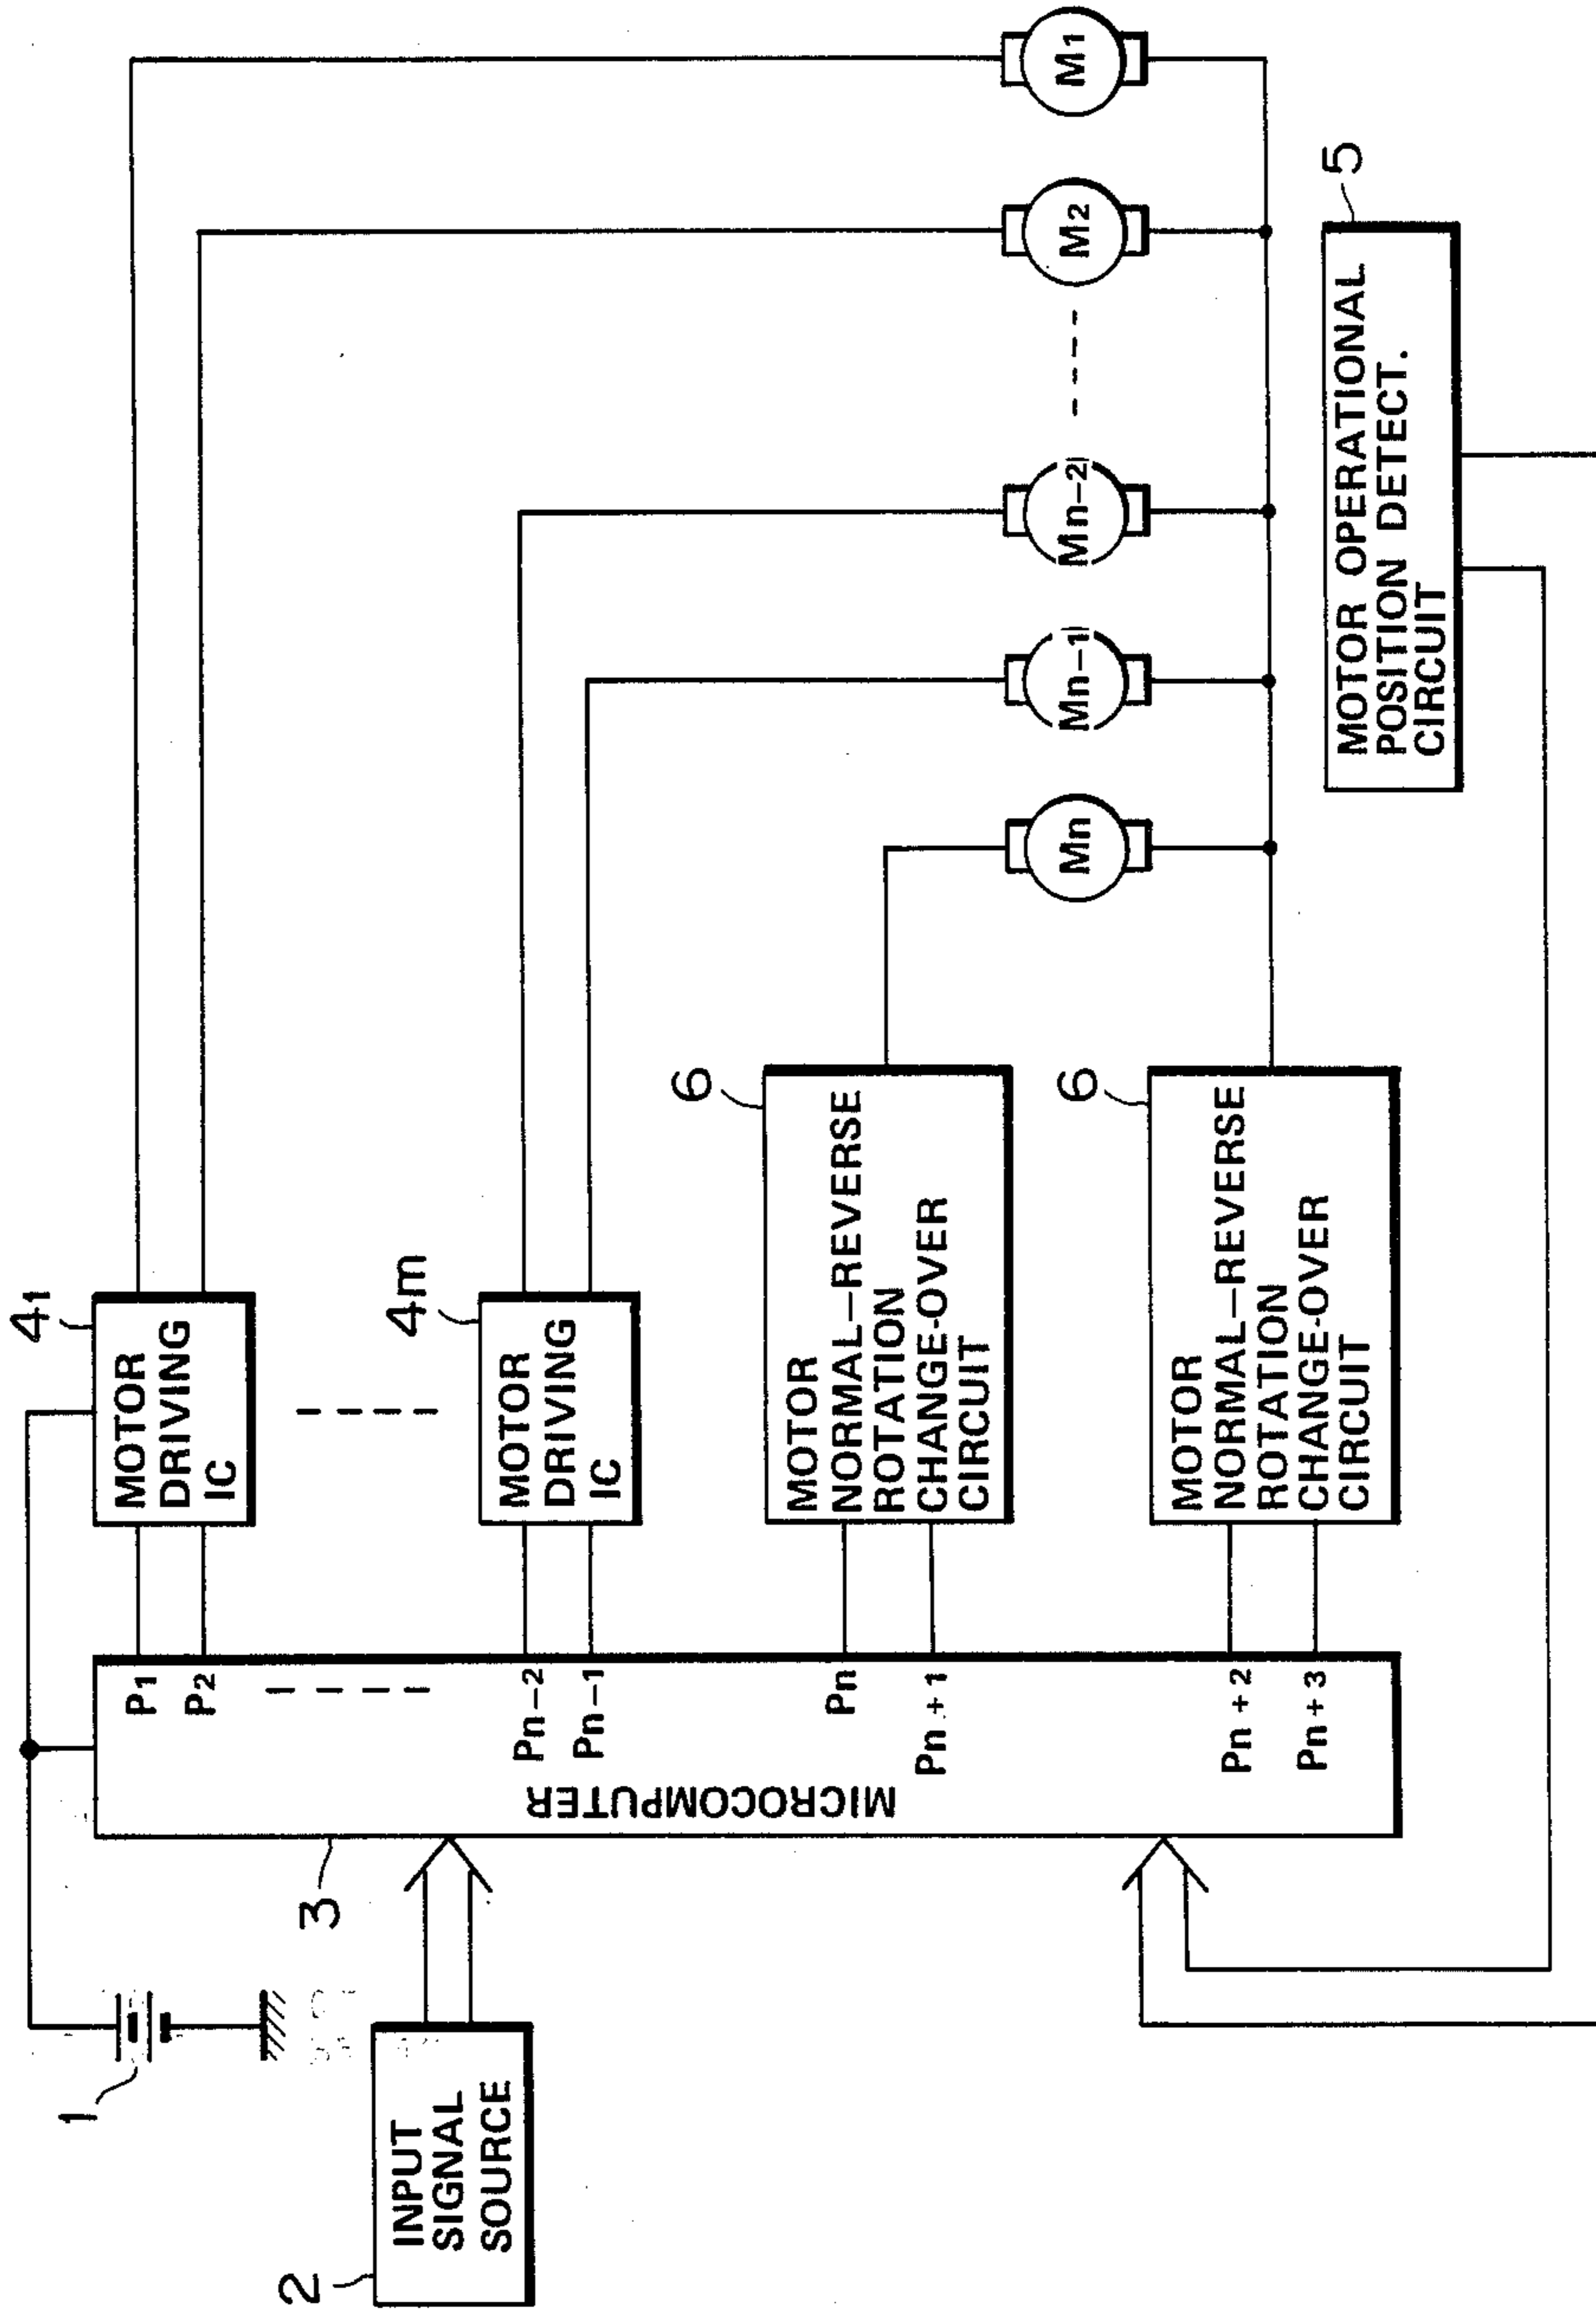 1
2
INPUT
SIGNAL
SOURCE
3
MICROCOMPUTER
P1
P2
Pn-2
Pn-1
Pn
Pn+1
Pn+2
Pn+3
41
MOTOR
DRIVING
IC
4m
MOTOR
DRIVING
IC
6
MOTOR
NORMAL-REVERSE
ROTATION
CHANGE-OVER
CIRCUIT
6
MOTOR
NORMAL-REVERSE
ROTATION
CHANGE-OVER
CIRCUIT
Mn
Mn-1
Mn-2
M2
M1
5
MOTOR OPERATIONAL
POSITION DETECT.
CIRCUIT